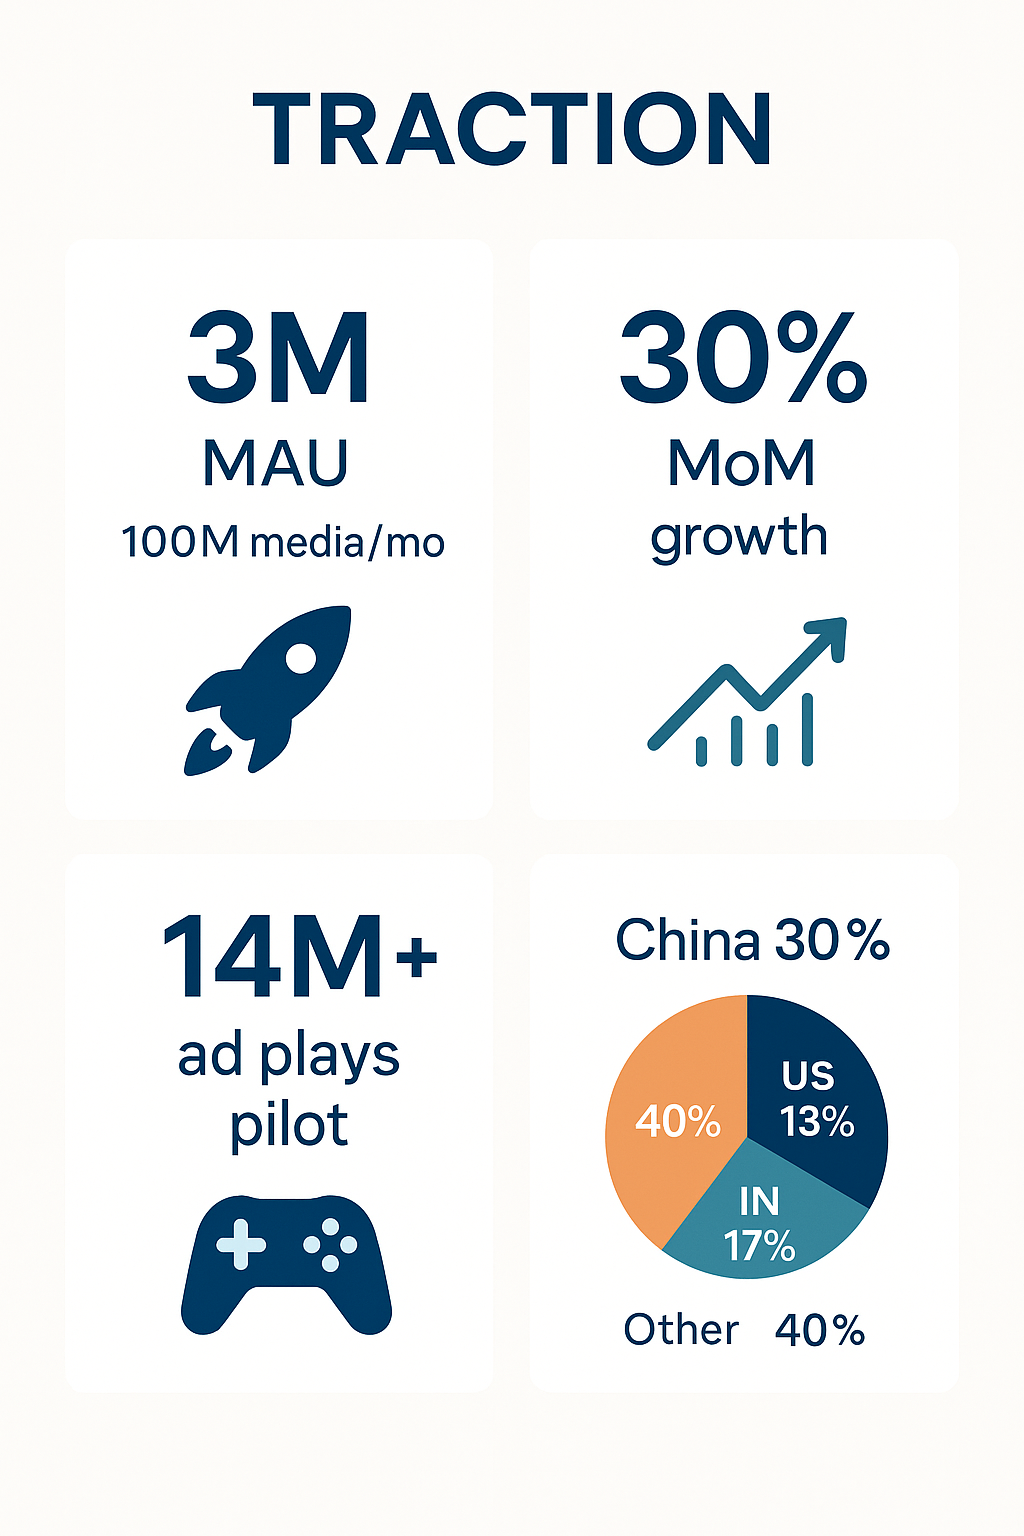 TRACTION
3M
MAU
100M media/mo
30%
MoM
growth
14M+
ad plays
pilot
China 30%
40%
US
13%
IN
17%
Other 40%